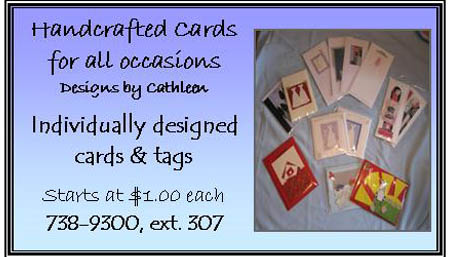 Handcrafted Cards
for all occasions
Designs by Cathleen
Individually designed
cards & tags
Starts at $1.00 each
738-9300, ext. 307